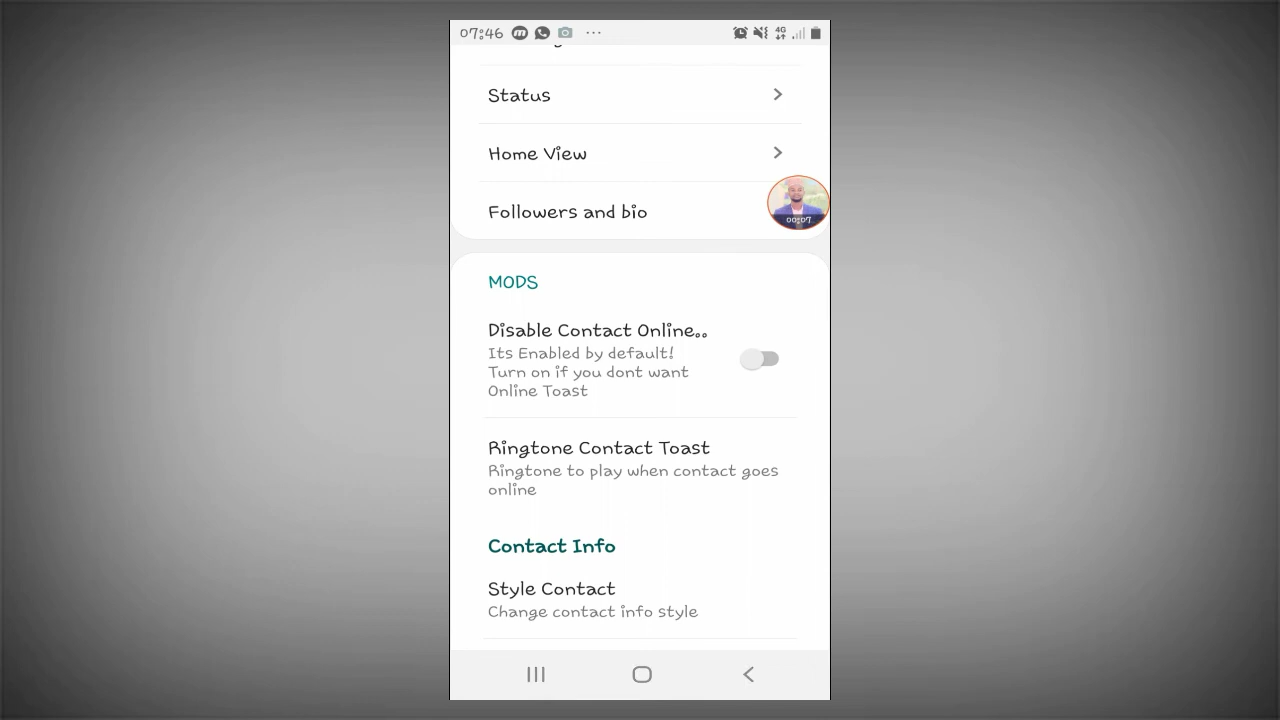 07:46
4G
Status
Home View
Followers and bio
00:07
MODS
Disable Contact Online..
Its Enabled by default!
Turn on if you dont want
Online Toast
Ringtone Contact Toast
Ringtone to play when contact goes
online
Contact Info
Style Contact
Change contact info style